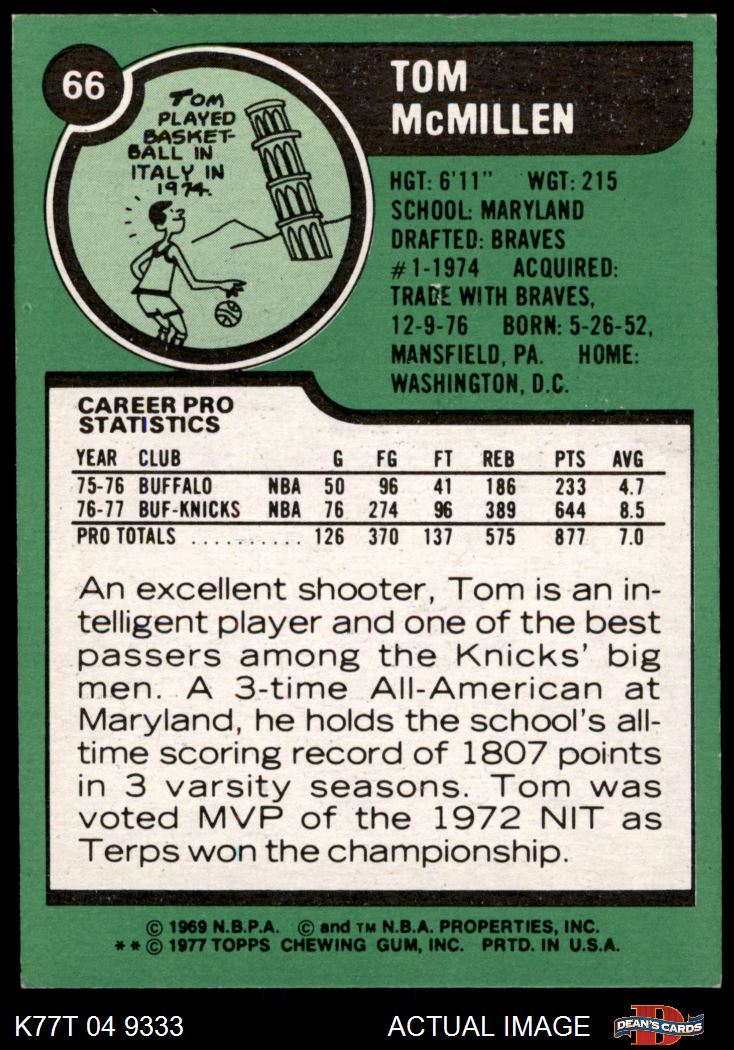 66
TOM
PLAYED
BASKET-
BALL IN
ITALY IN
1974.
TOM
McMILLEN
HGT: 6'11" WGT: 215
SCHOOL: MARYLAND
DRAFTED: BRAVES
#1-1974 ACQUIRED:
TRADE WITH BRAVES,
12-9-76 BORN: 5-26-52,
MANSFIELD, PA. HOME:
WASHINGTON, D.C.
CAREER PRO
STATISTICS
YEAR CLUB G FG FT REB PTS AVG
75-76 BUFFALO NBA 50 96 41 186 233 4.7
76-77 BUF-KNICKS NBA 76 274 96 389 644 8.5
PRO TOTALS .......... 126 370 137 575 877 7.0
An excellent shooter, Tom is an in-
telligent player and one of the best
passers among the Knicks' big
men. A 3-time All-American at
Maryland, he holds the school's all-
time scoring record of 1807 points
in 3 varsity seasons. Tom was
voted MVP of the 1972 NIT as
Terps won the championship.
© 1969 N.B.P.A. © and TM N.B.A. PROPERTIES, INC.
**© 1977 TOPPS CHEWING GUM, INC. PRTD. IN U.S.A.
K77T 04 9333 ACTUAL IMAGE D DEAN'S CARDS